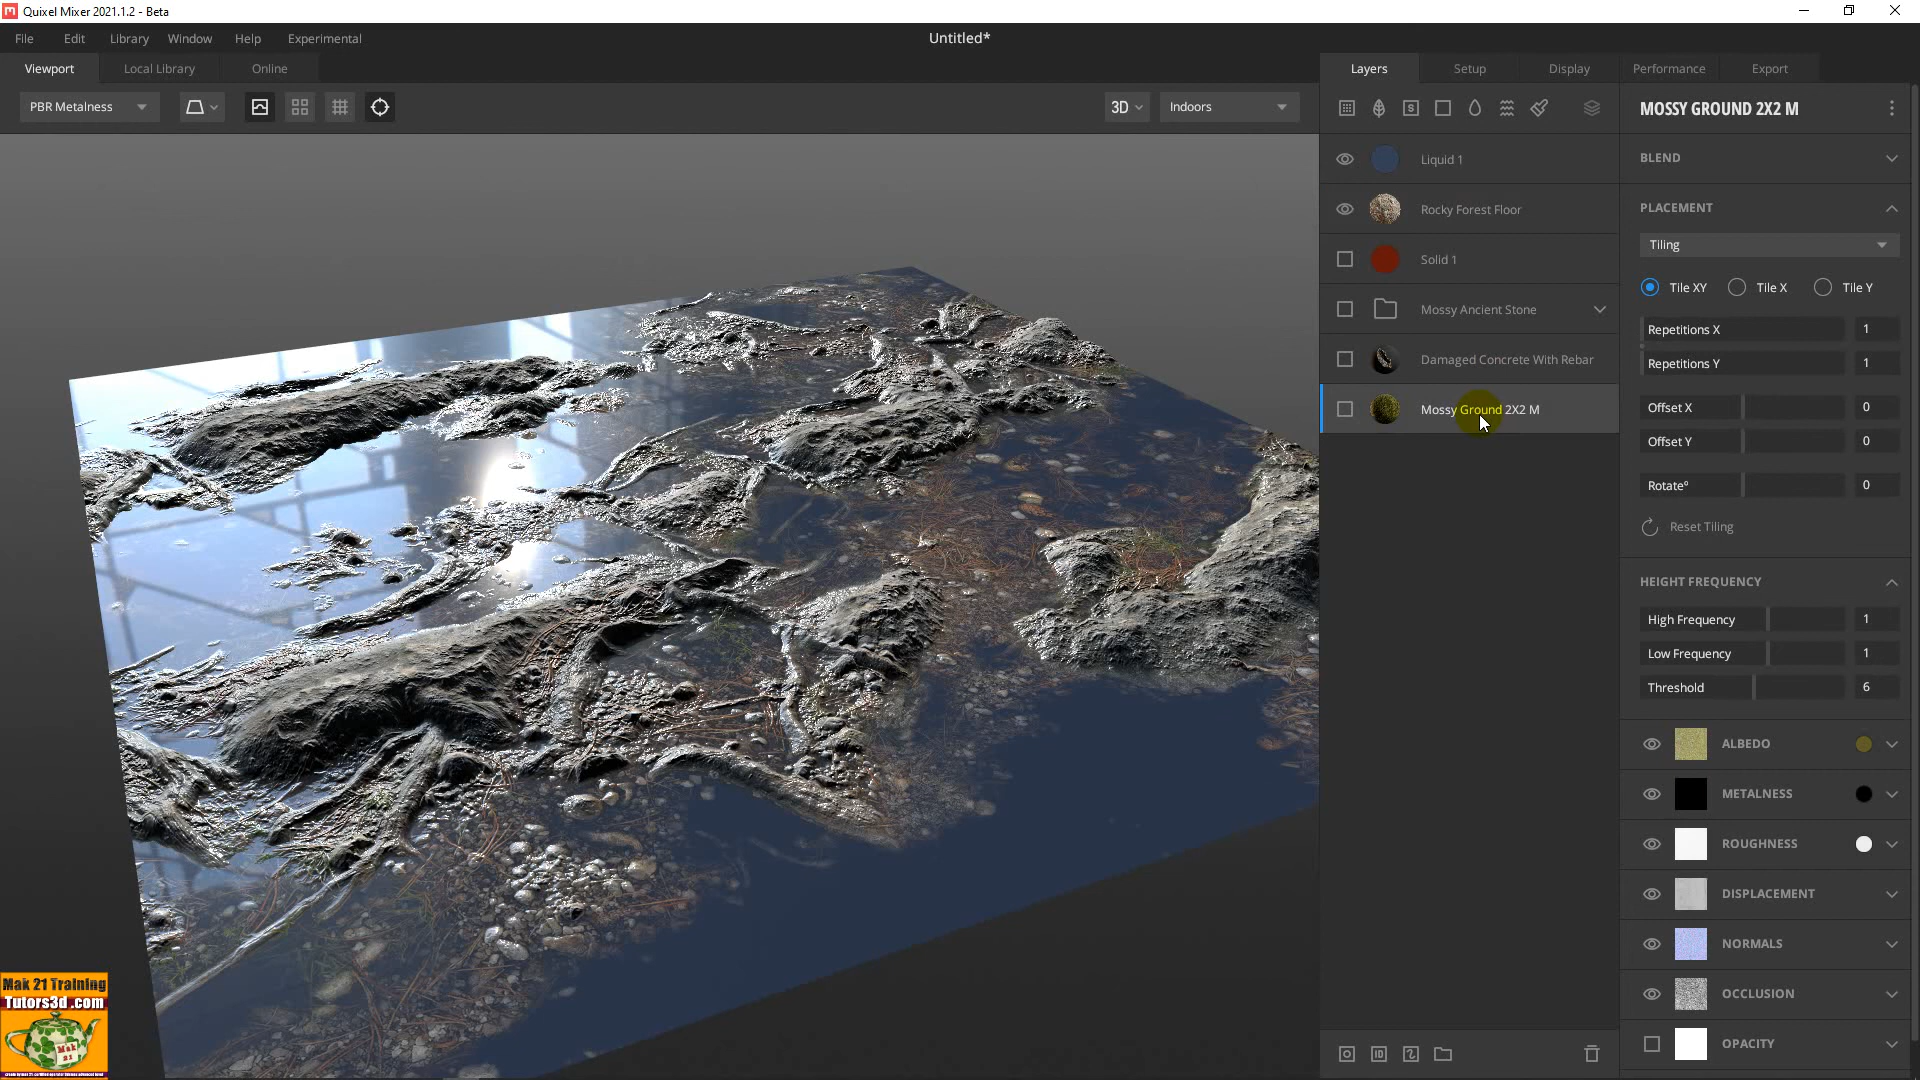 Quixel Mixer 2021.1.2 - Beta
File Edit Library Window Help Experimental
Untitled*
Viewport Local Library Online
Layers Setup Display Performance Export
PBR Metalness
3D
Indoors
MOSSY GROUND 2X2 M
Liquid 1
Rocky Forest Floor
Solid 1
Mossy Ancient Stone
Damaged Concrete With Rebar
Mossy Ground 2X2 M
BLEND
PLACEMENT
Tiling
Tile XY Tile X Tile Y
Repetitions X 1
Repetitions Y 1
Offset X 0
Offset Y 0
Rotate° 0
Reset Tiling
HEIGHT FREQUENCY
High Frequency 1
Low Frequency 1
Threshold 6
ALBEDO
METALNESS
ROUGHNESS
DISPLACEMENT
NORMALS
OCCLUSION
OPACITY
Mak 21 Training
Tutors3d .com
Mak
21